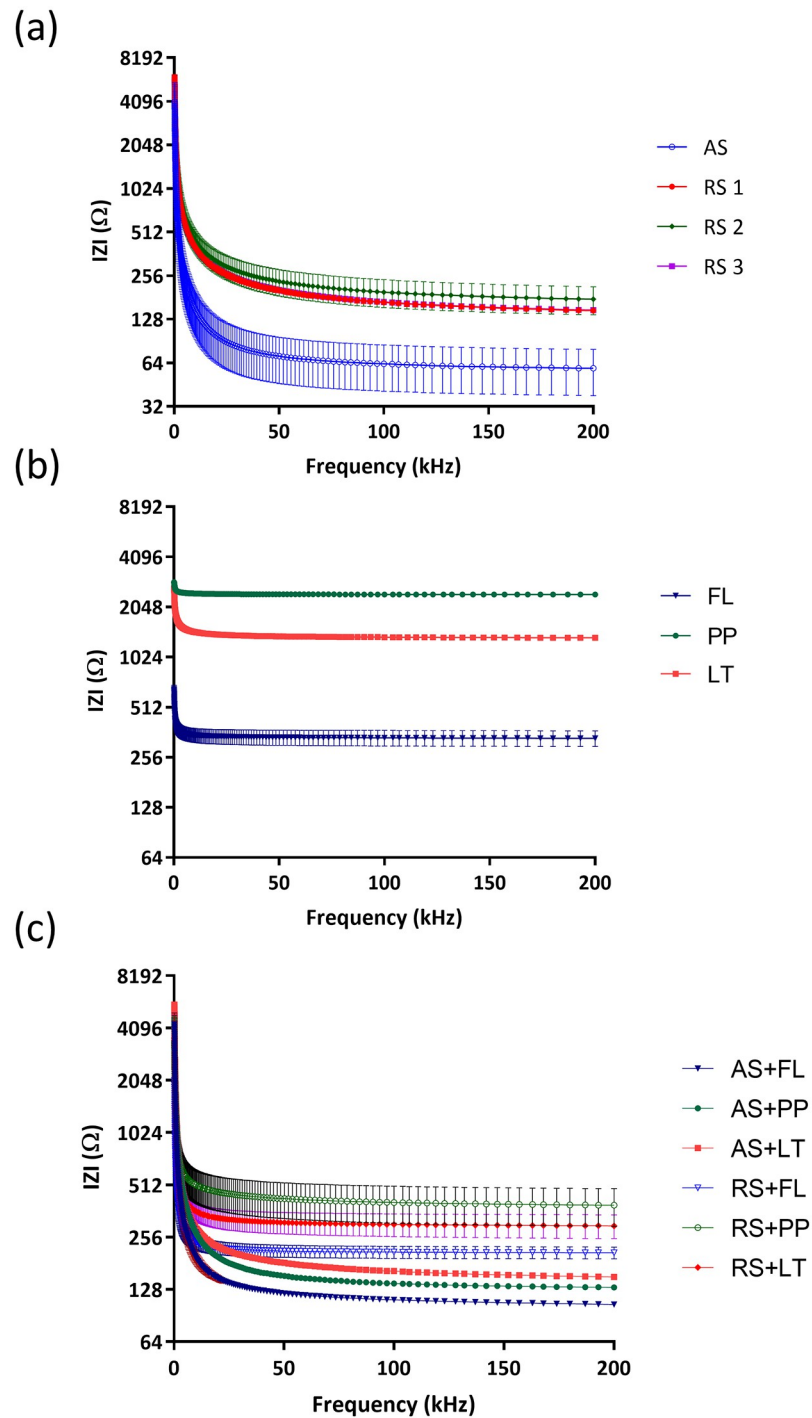 (a)
8192
4096
2048
1024
512
256
128
64
32
IZI (Ω)
0 50 100 150 200
Frequency (kHz)
AS
RS 1
RS 2
RS 3
(b)
8192
4096
2048
1024
512
256
128
64
IZI (Ω)
0 50 100 150 200
Frequency (kHz)
FL
PP
LT
(c)
8192
4096
2048
1024
512
256
128
64
IZI (Ω)
0 50 100 150 200
Frequency (kHz)
AS+FL
AS+PP
AS+LT
RS+FL
RS+PP
RS+LT